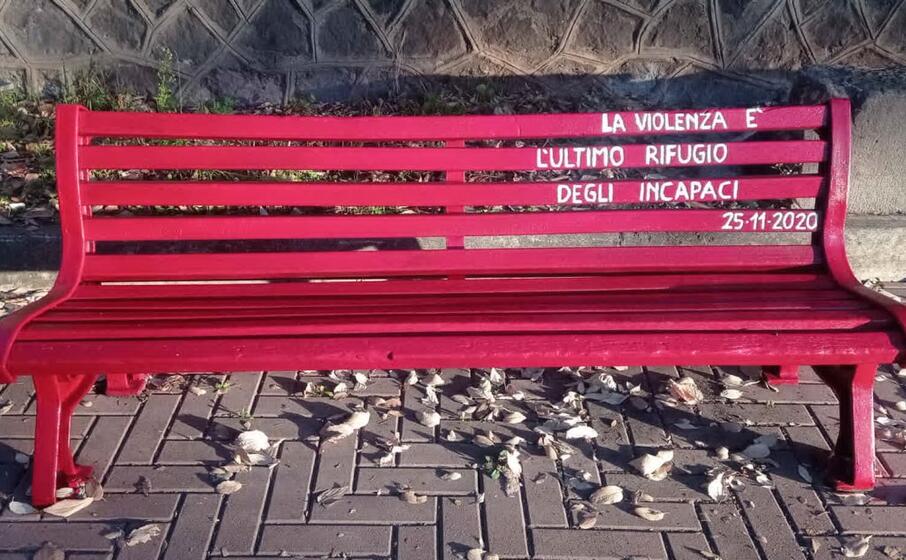 LA VIOLENZA È
L'ULTIMO RIFUGIO
DEGLI INCAPACI
25-11-2020